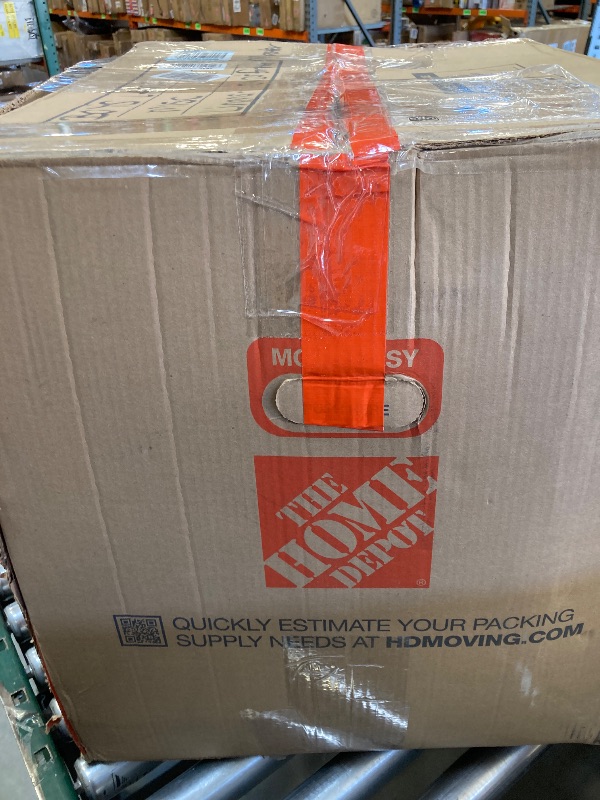 MO SY
THE
HOME
DEPOT
®
QUICKLY ESTIMATE YOUR PACKING
SUPPLY NEEDS AT HDMOVING.COM